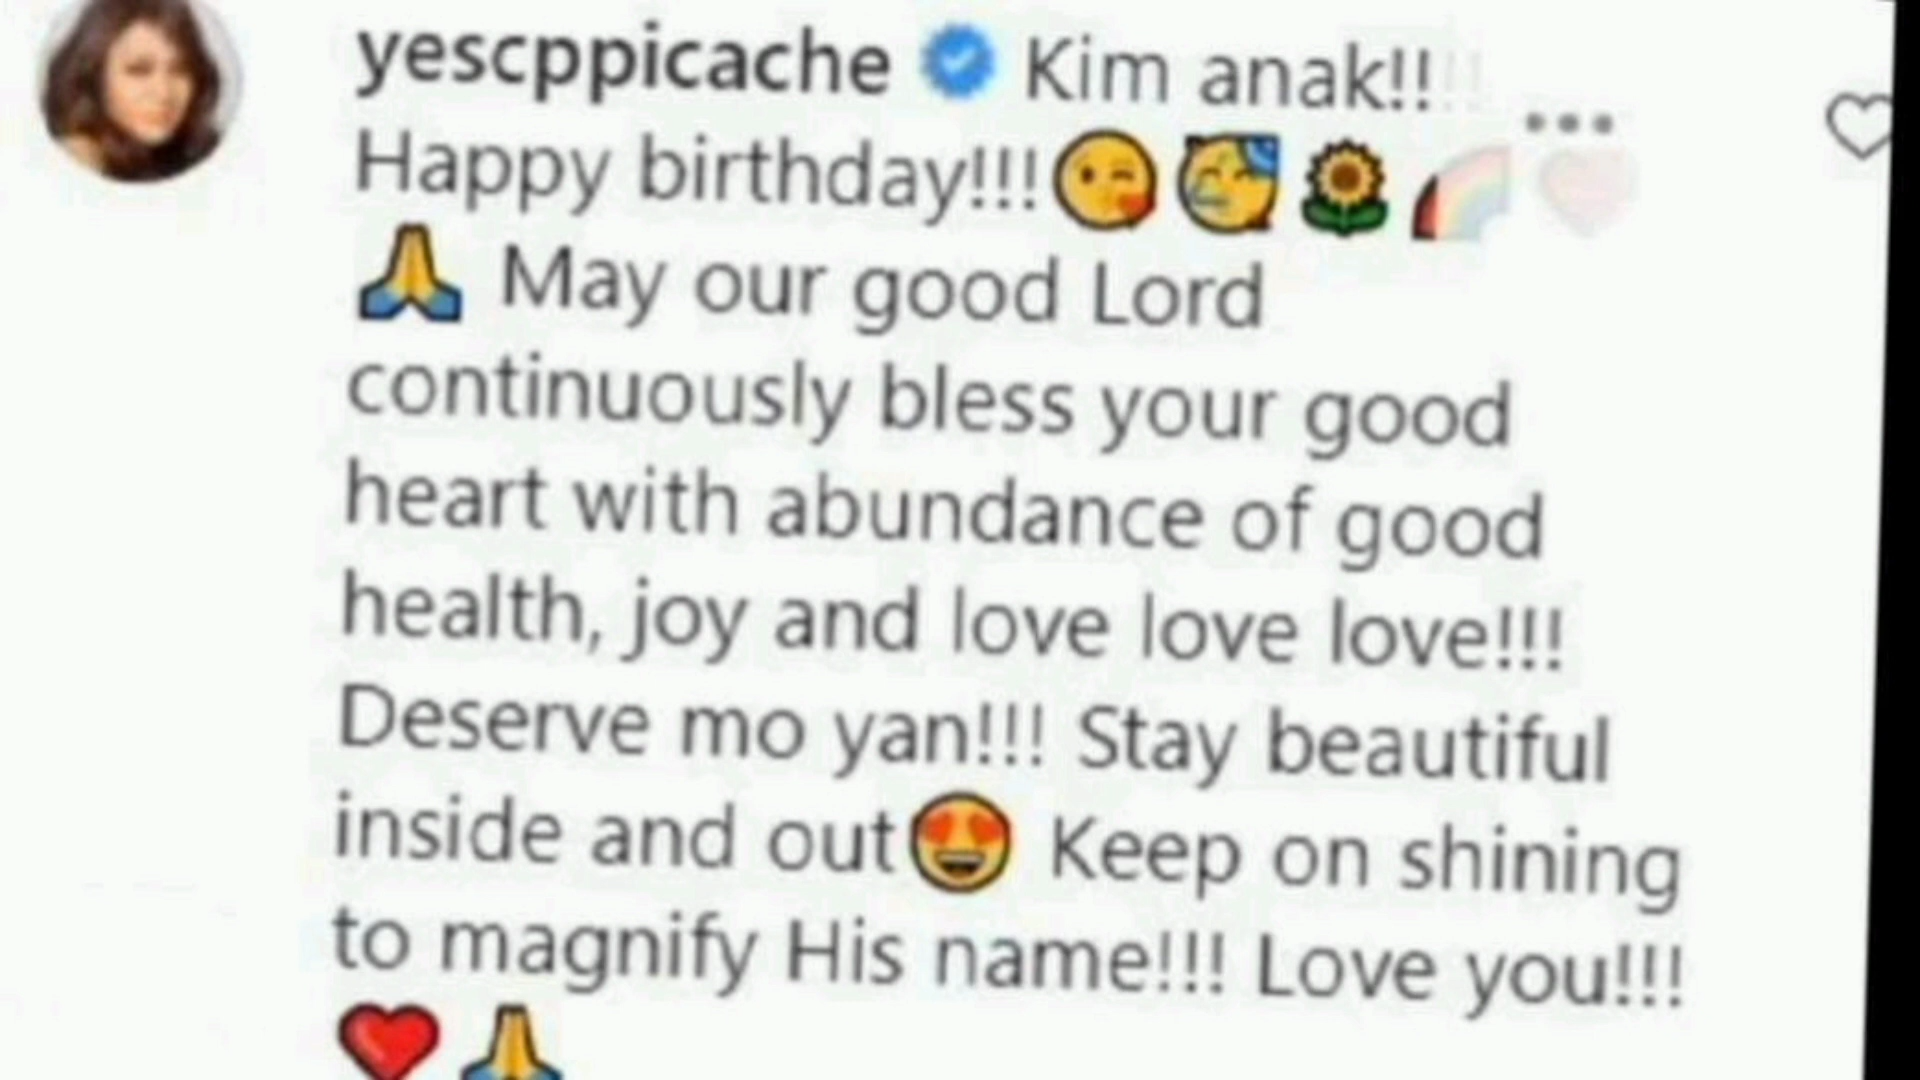 yescppicache Kim anak!!!!
Happy birthday!!!😘🥳🌻🌈❤️
🙏 May our good Lord
continuously bless your good
heart with abundance of good
health, joy and love love love!!!
Deserve mo yan!!! Stay beautiful
inside and out😍 Keep on shining
to magnify His name!!! Love you!!!
❤️🙏